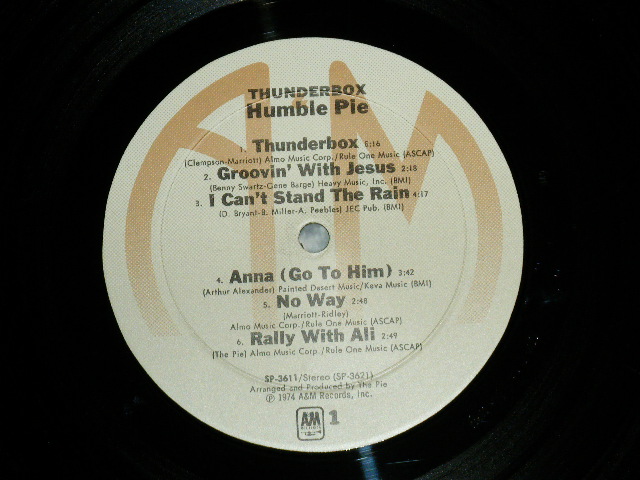 THUNDERBOX
Humble Pie
1. Thunderbox 5:16
(Clempson-Marriott) Almo Music Corp./Rule One Music (ASCAP)
2. Groovin' With Jesus 2:18
(Benny Swartz-Gene Barge) Heavy Music, Inc. (BMI)
3. I Can't Stand The Rain 4:17
(D. Bryant-B. Miller-A. Peebles) JEC Pub. (BMI)
4. Anna (Go To Him) 3:42
(Arthur Alexander) Painted Desert Music/Keva Music (BMI)
5. No Way 2:48
(Marriott-Ridley)
Almo Music Corp./Rule One Music (ASCAP)
6. Rally With Ali 2:49
(The Pie) Almo Music Corp./Rule One Music (ASCAP)
SP-3611/Stereo (SP-3621)
Arranged and Produced by The Pie
℗ 1974 A&M Records, Inc.
A&M
RECORDS
1